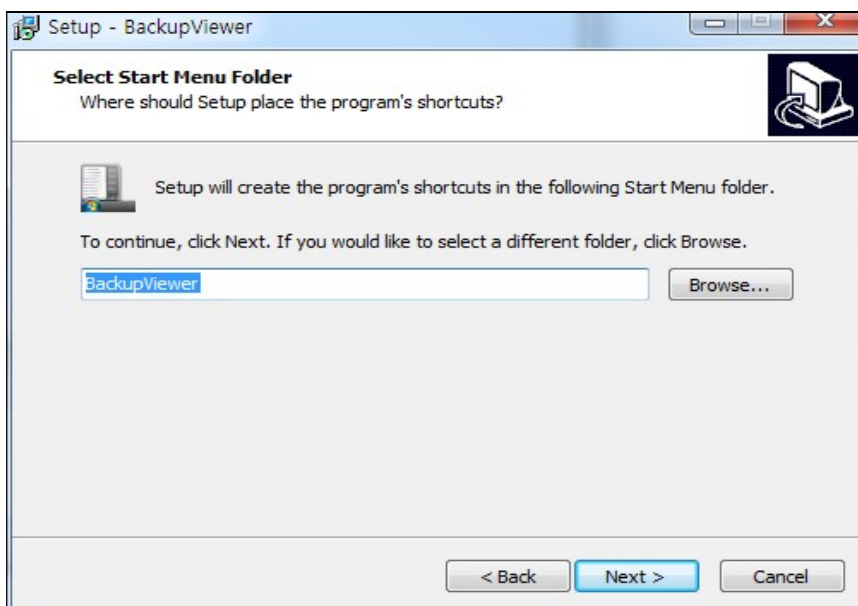 Setup - BackupViewer
Select Start Menu Folder
Where should Setup place the program's shortcuts?
Setup will create the program's shortcuts in the following Start Menu folder.
To continue, click Next. If you would like to select a different folder, click Browse.
BackupViewer
Browse...
< Back
Next >
Cancel